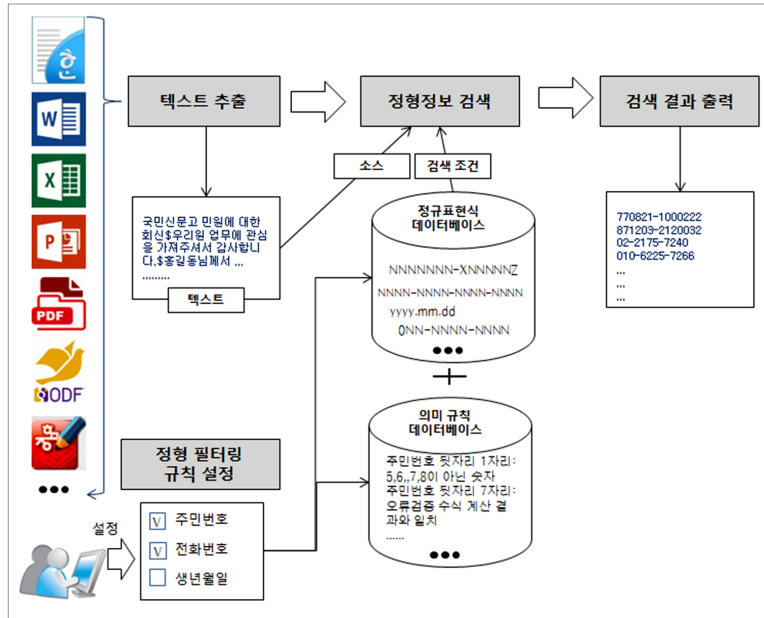 한
텍스트 추출
정형정보 검색
검색 결과 출력
W
X
P
PDF
ODF
훈
소스
검색 조건
국민신문고 민원에 대한
회신$우리원 업무에 관심
을 가져주셔서 감사합니
다.$홍길동님께서 ...
.........
텍스트
정규표현식
데이터베이스
NNNNNNN-XNNNNNZ
NNNN-NNNN-NNNN-NNNN
yyyy.mm.dd
0NN-NNNN-NNNN
●●●
770821-1000222
871203-2120032
02-2175-7240
010-6225-7266
...
...
...
+
정형 필터링
규칙 설정
의미 규칙
데이터베이스
주민번호 뒷자리 1자리:
5,6,,7,8이 아닌 숫자
주민번호 뒷자리 7자리:
오류검증 수식 계산 결
과와 일치
......
●●●
●●●
설정
V 주민번호
V 전화번호
생년월일